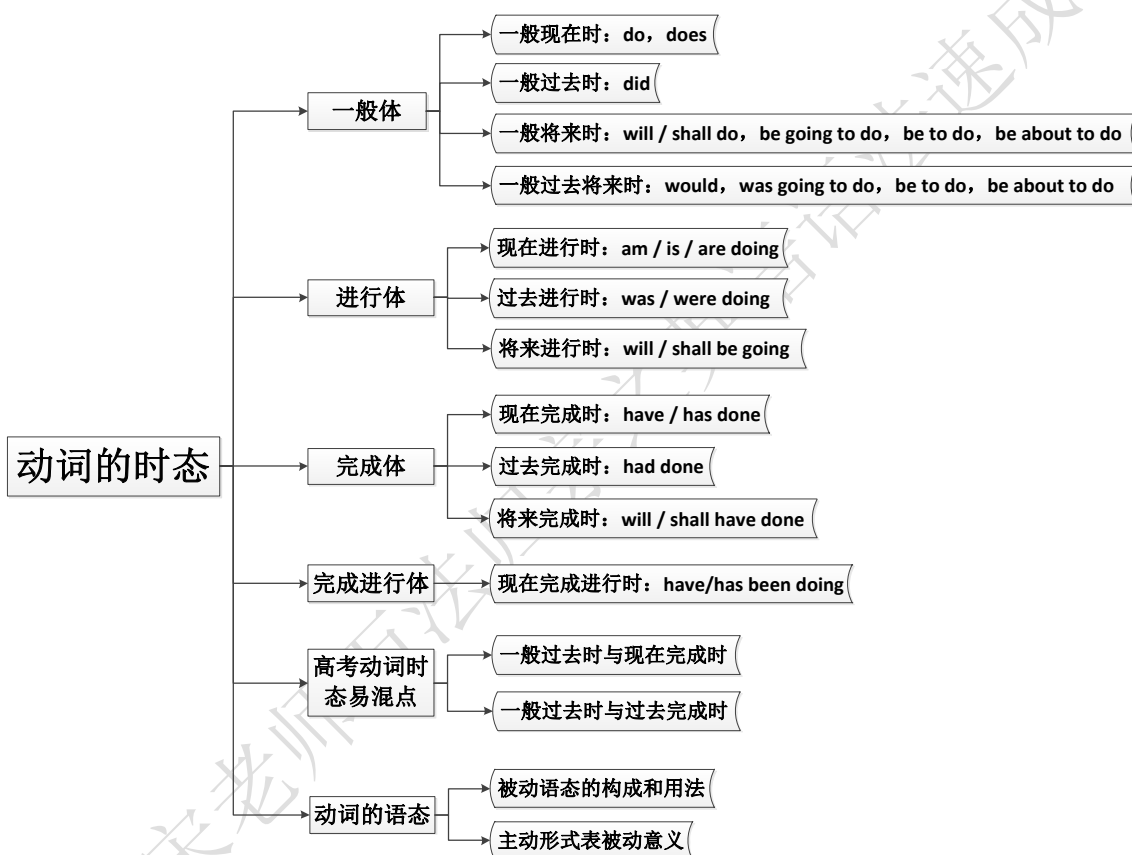 动词的时态
一般体
一般现在时：do，does
一般过去时：did
一般将来时：will / shall do，be going to do，be to do，be about to do
一般过去将来时：would，was going to do，be to do，be about to do
进行体
现在进行时：am / is / are doing
过去进行时：was / were doing
将来进行时：will / shall be going
完成体
现在完成时：have / has done
过去完成时：had done
将来完成时：will / shall have done
完成进行体
现在完成进行时：have/has been doing
高考动词时
态易混点
一般过去时与现在完成时
一般过去时与过去完成时
动词的语态
被动语态的构成和用法
主动形式表被动意义